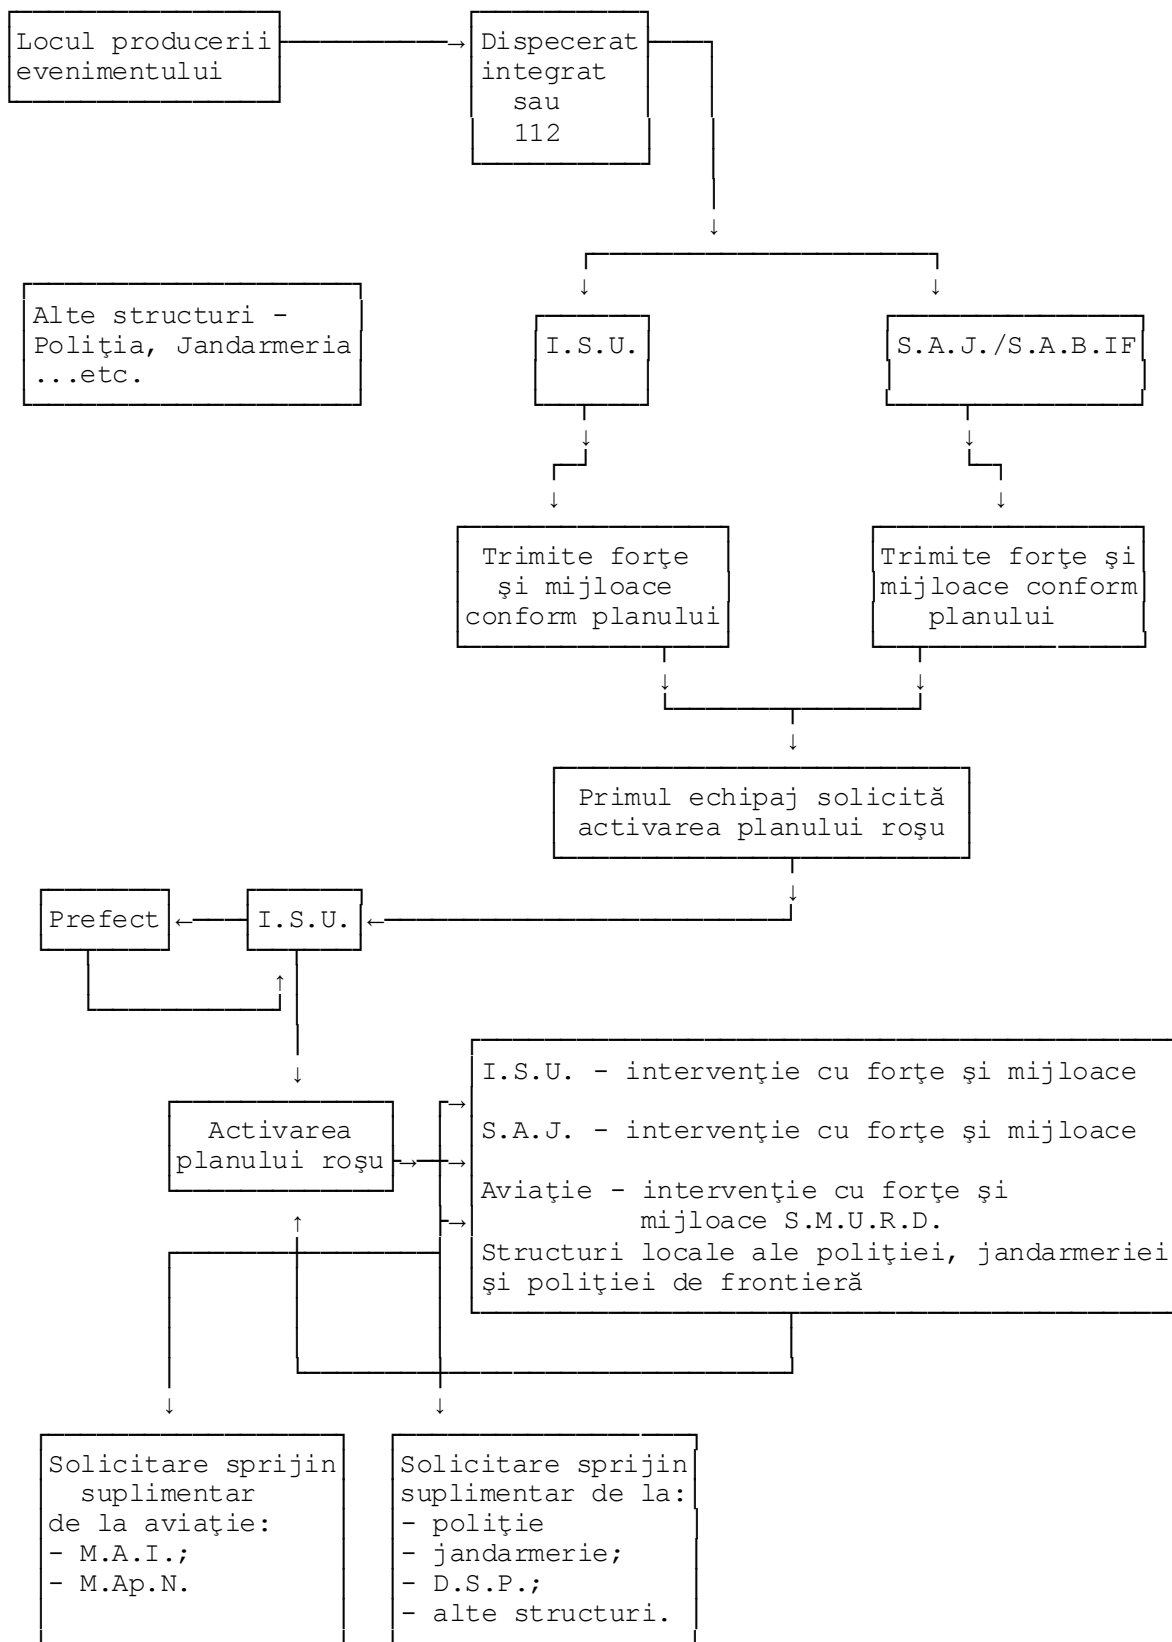 Locul producerii
evenimentului
Dispecerat
integrat
sau
112
Alte structuri -
Poliţia, Jandarmeria
...etc.
I.S.U.
S.A.J./S.A.B.IF
Trimite forţe
şi mijloace
conform planului
Trimite forţe şi
mijloace conform
planului
Primul echipaj solicită
activarea planului roşu
Prefect
I.S.U.
Activarea
planului roşu
I.S.U. - intervenţie cu forţe şi mijloace
S.A.J. - intervenţie cu forţe şi mijloace
Aviaţie - intervenţie cu forţe şi
mijloace S.M.U.R.D.
Structuri locale ale poliţiei, jandarmeriei
şi poliţiei de frontieră
Solicitare sprijin
suplimentar
de la aviaţie:
- M.A.I.;
- M.Ap.N.
Solicitare sprijin
suplimentar de la:
- poliţie
- jandarmerie;
- D.S.P.;
- alte structuri.